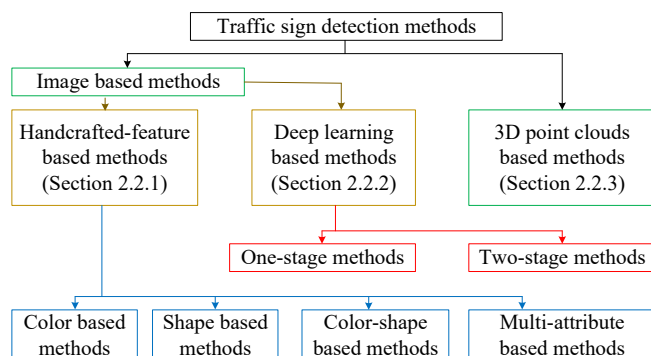 Traffic sign detection methods
Image based methods
Handcrafted-feature
based methods
(Section 2.2.1)
Deep learning
based methods
(Section 2.2.2)
3D point clouds
based methods
(Section 2.2.3)
One-stage methods
Two-stage methods
Color based
methods
Shape based
methods
Color-shape
based methods
Multi-attribute
based methods